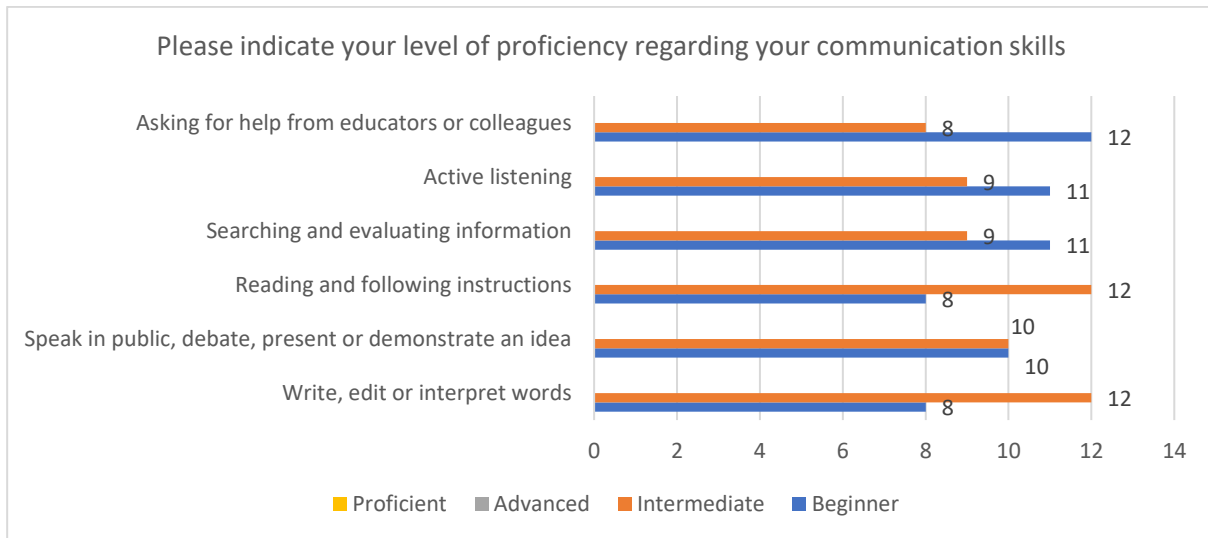 Please indicate your level of proficiency regarding your communication skills
Asking for help from educators or colleagues
8
12
Active listening
9
11
Searching and evaluating information
9
11
Reading and following instructions
12
8
Speak in public, debate, present or demonstrate an idea
10
10
Write, edit or interpret words
12
8
0 2 4 6 8 10 12 14
Proficient Advanced Intermediate Beginner